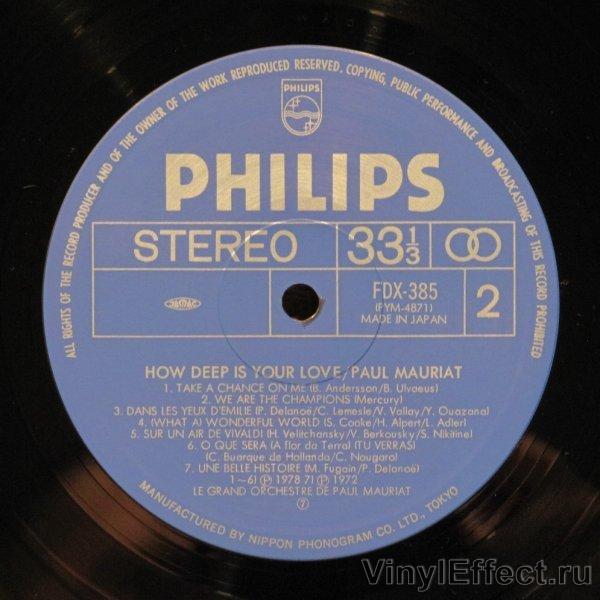 ALL RIGHTS OF THE RECORD PRODUCER AND OF THE OWNER OF THE WORK REPRODUCED RESERVED. COPYING, PUBLIC PERFORMANCE AND BROADCASTING OF THIS RECORD PROHIBITED
PHILIPS
PHILIPS
STEREO 33 1/3
JASRAC FDX-385 2
(PYM-4871)
MADE IN JAPAN
HOW DEEP IS YOUR LOVE/PAUL MAURIAT
1. TAKE A CHANCE ON ME (B. Andersson/B. Ulvaeus)
2. WE ARE THE CHAMPIONS (Mercury)
3. DANS LES YEUX D'EMILIE (P. Delanoë/C. Lemesle/V. Vallay/Y. Ouazana)
4. (WHAT A) WONDERFUL WORLD (S. Cooke/H. Alpert/L. Adler)
5. SUR UN AIR DE VIVALDI (H. Velitchansky/V. Berkousky/S. Nikitine)
6. O QUE SERA (A flor da Terra) (TU VERRAS)
(C. Buarque de Hollanda/C. Nougaro)
7. UNE BELLE HISTOIRE (M. Fugain/P. Delanoë)
1~6) ℗ 1978 7) ℗ 1972
LE GRAND ORCHESTRE DE PAUL MAURIAT
⑦
MANUFACTURED BY NIPPON PHONOGRAM CO. LTD., TOKYO
VinylEffect.ru